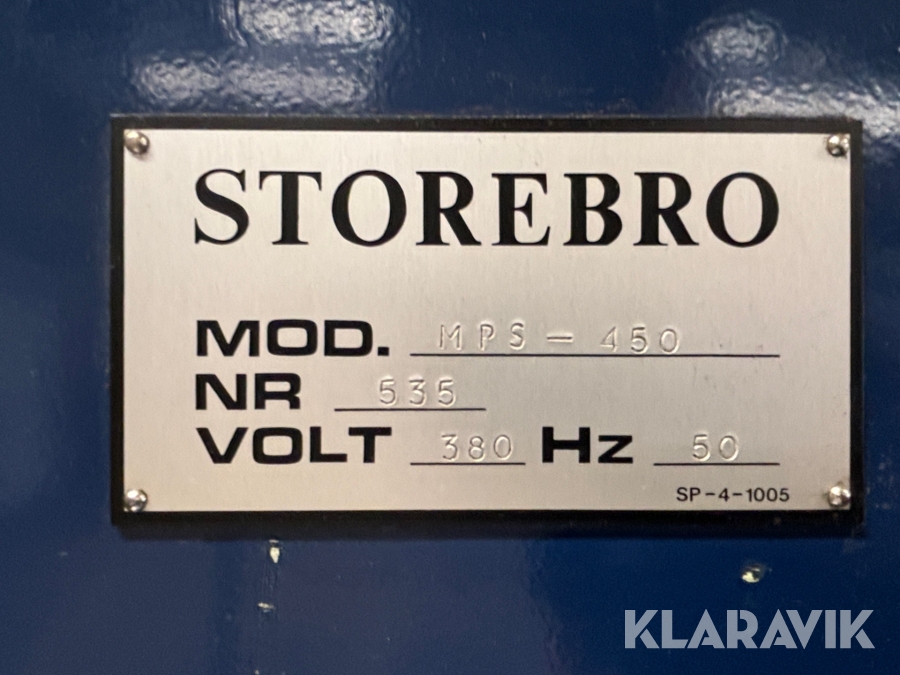 STOREBRO
MOD. MPS-450
NR 535
VOLT 380 Hz 50
SP-4-1005
KLARAVIK